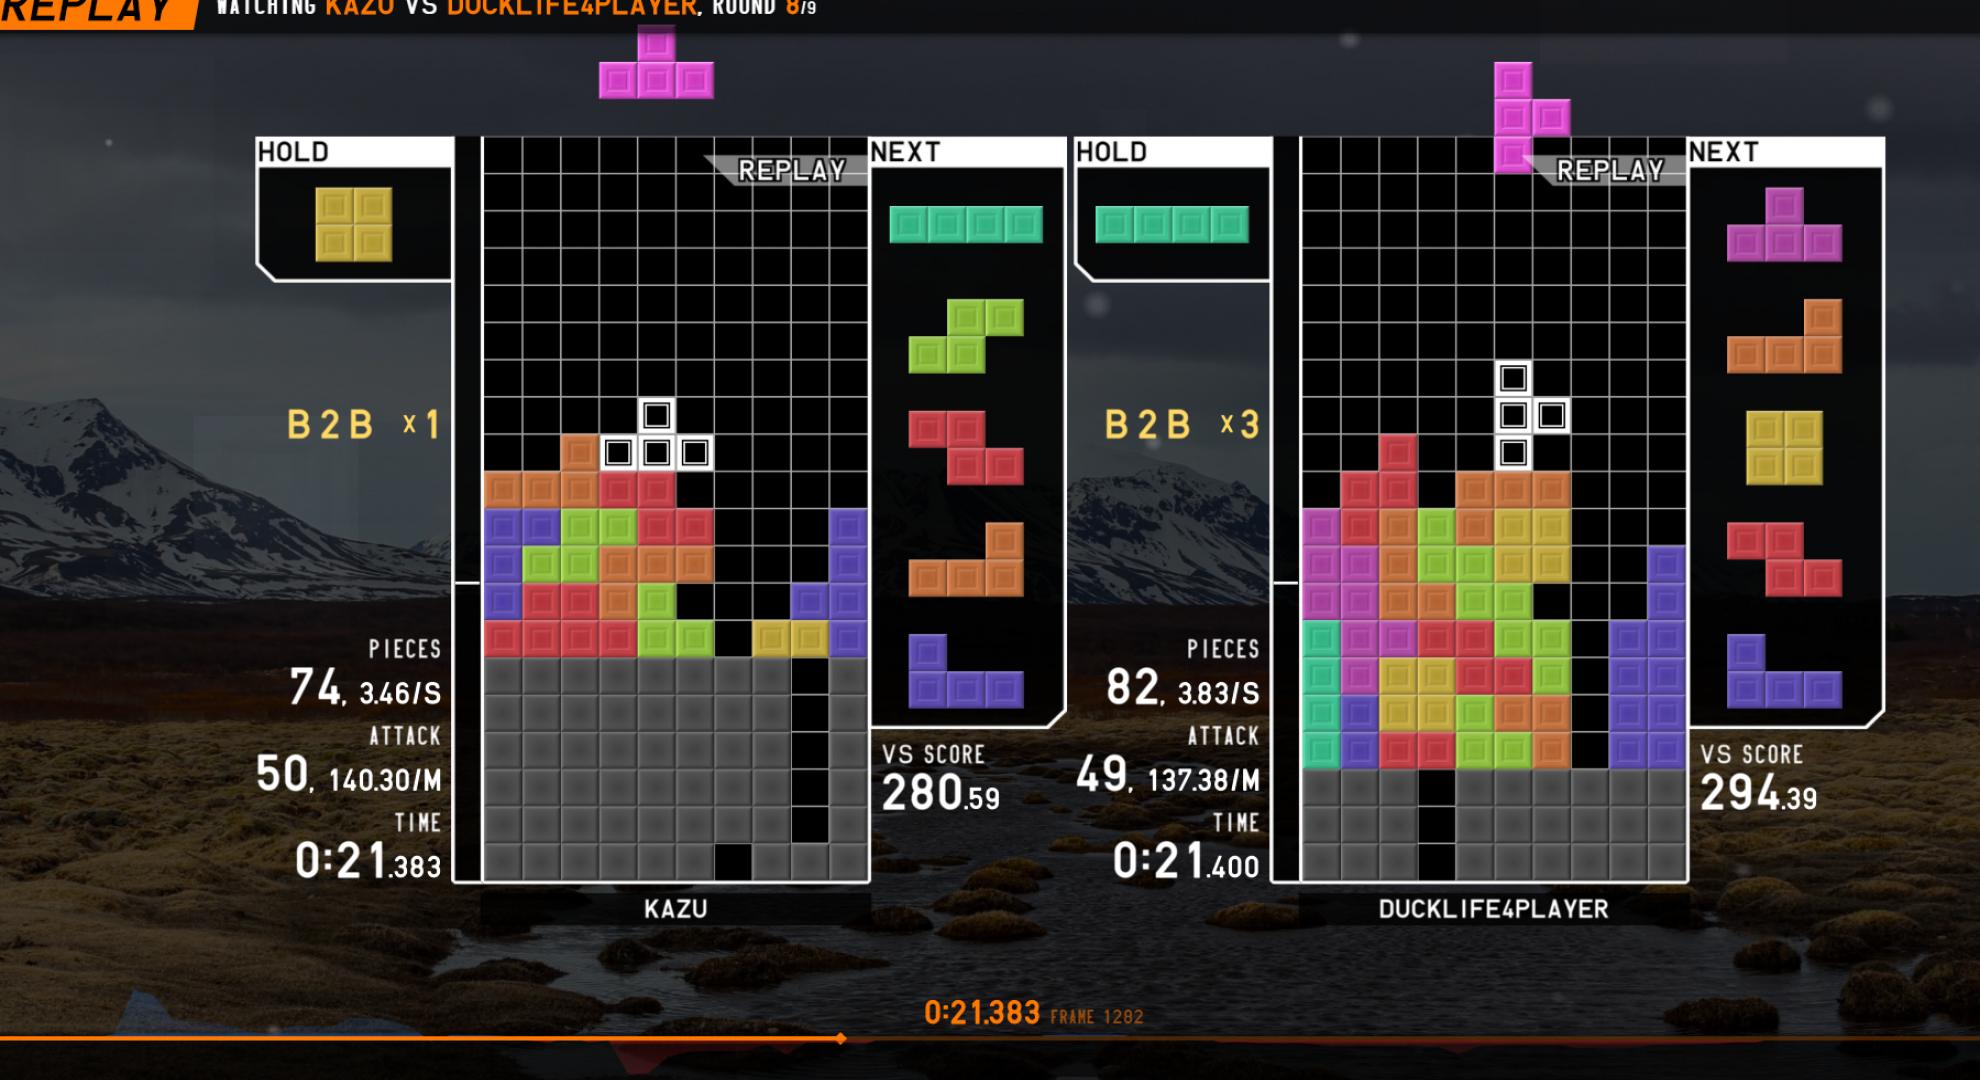 REPLAY WATCHING KAZU VS DUCKLIFE4PLAYER, ROUND 8/9
HOLD
REPLAY
NEXT
B2B x1
PIECES
74, 3.46/S
ATTACK
50, 140.30/M
TIME
0:21.383
VS SCORE
280.59
KAZU
HOLD
REPLAY
NEXT
B2B x3
PIECES
82, 3.83/S
ATTACK
49, 137.38/M
TIME
0:21.400
VS SCORE
294.39
DUCKLIFE4PLAYER
0:21.383 FRAME 1282